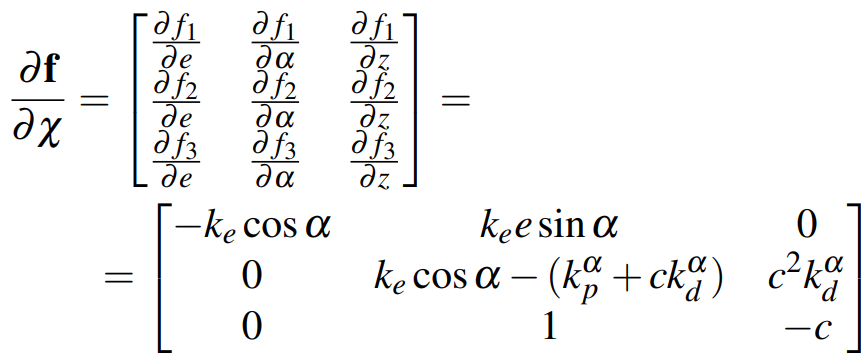 ∂f/∂χ = [ ∂f₁/∂e ∂f₁/∂α ∂f₁/∂z
∂f₂/∂e ∂f₂/∂α ∂f₂/∂z
∂f₃/∂e ∂f₃/∂α ∂f₃/∂z ] =
= [ −kₑ cos α kₑe sin α 0
0 kₑ cos α − (k_p^α + ck_d^α) c²k_d^α
0 1 −c ]